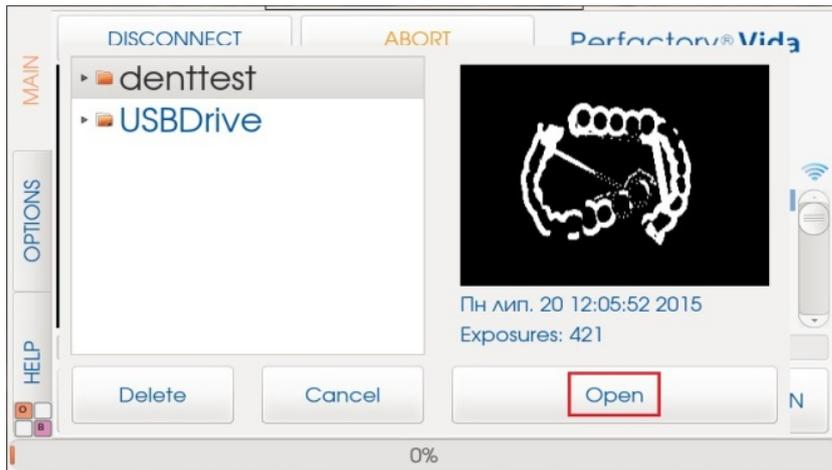 DISCONNECT
ABORT
Perfactory® Vida
MAIN
OPTIONS
HELP
denttest
USBDrive
Пн лип. 20 12:05:52 2015
Exposures: 421
Delete
Cancel
Open
N
O
B
0%